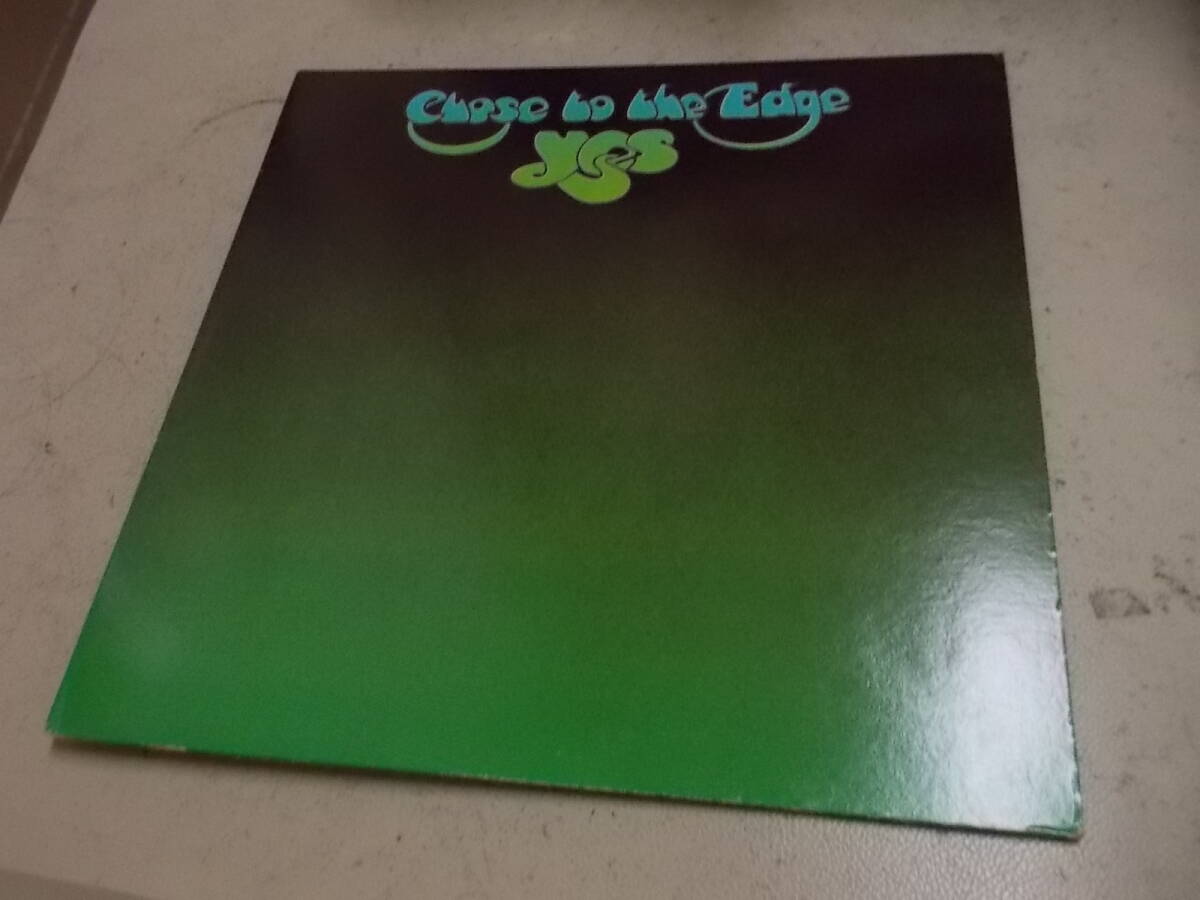 Close to the Edge
yes